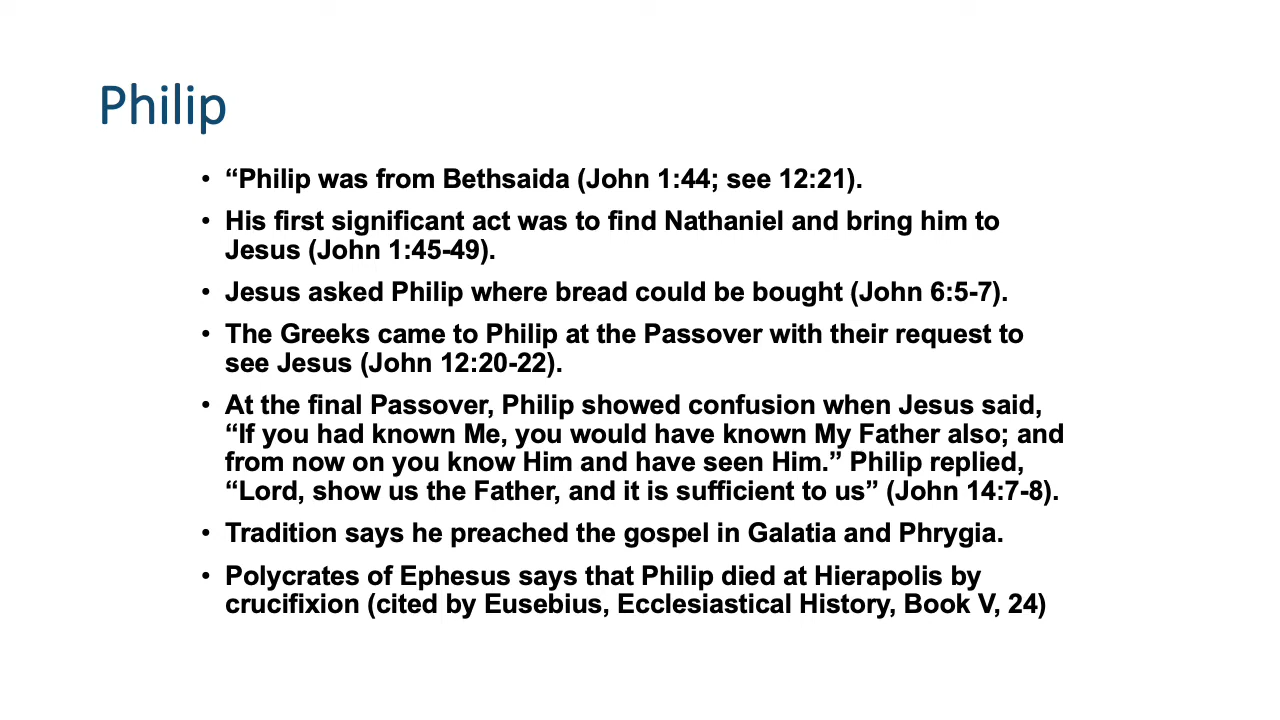 Philip
• “Philip was from Bethsaida (John 1:44; see 12:21).
• His first significant act was to find Nathaniel and bring him to
Jesus (John 1:45-49).
• Jesus asked Philip where bread could be bought (John 6:5-7).
• The Greeks came to Philip at the Passover with their request to
see Jesus (John 12:20-22).
• At the final Passover, Philip showed confusion when Jesus said,
“If you had known Me, you would have known My Father also; and
from now on you know Him and have seen Him.” Philip replied,
“Lord, show us the Father, and it is sufficient to us” (John 14:7-8).
• Tradition says he preached the gospel in Galatia and Phrygia.
• Polycrates of Ephesus says that Philip died at Hierapolis by
crucifixion (cited by Eusebius, Ecclesiastical History, Book V, 24)